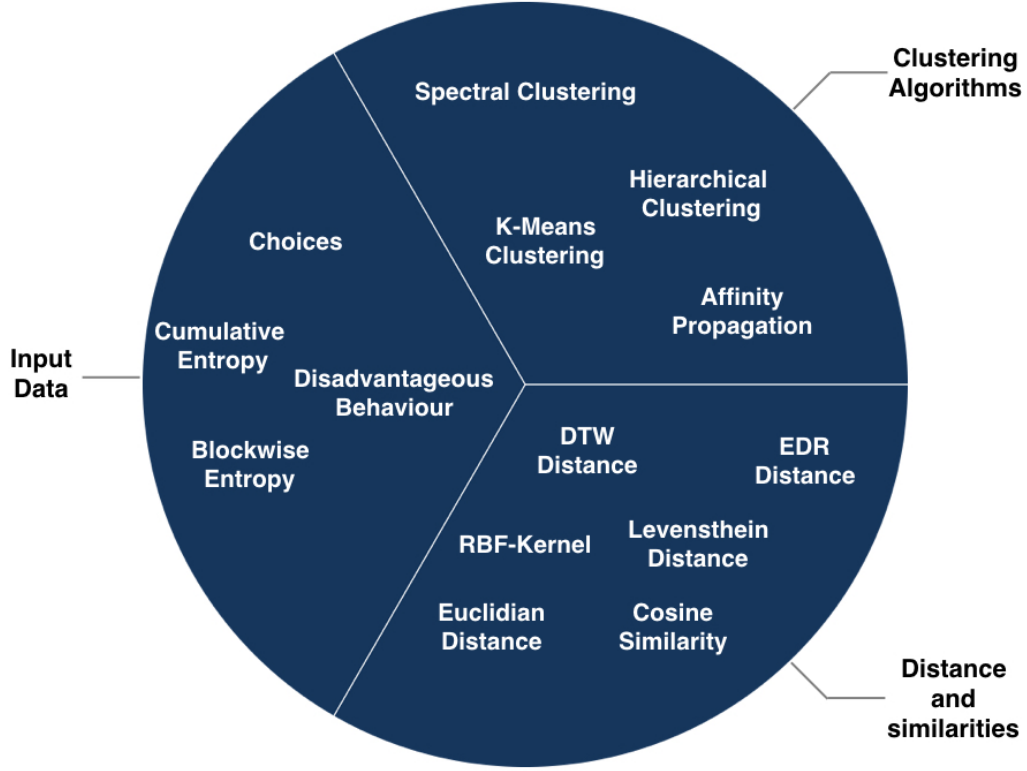 Clustering
Algorithms
Spectral Clustering
Hierarchical
Clustering
K-Means
Clustering
Affinity
Propagation
Input
Data
Choices
Cumulative
Entropy
Disadvantageous
Behaviour
Blockwise
Entropy
DTW
Distance
EDR
Distance
RBF-Kernel
Levensthein
Distance
Euclidian
Distance
Cosine
Similarity
Distance
and
similarities